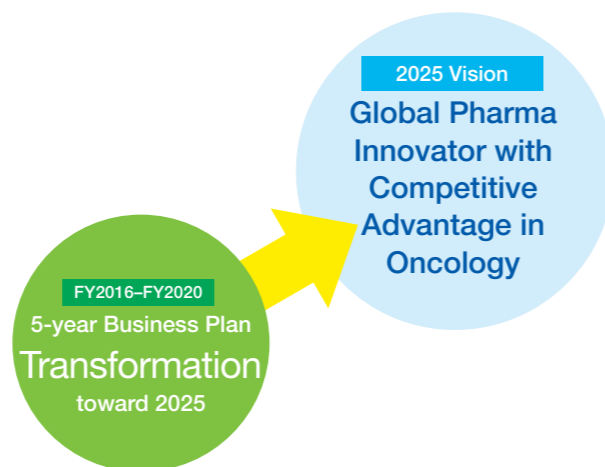 2025 Vision
Global Pharma
Innovator with
Competitive
Advantage in
Oncology
FY2016–FY2020
5-year Business Plan
Transformation
toward 2025